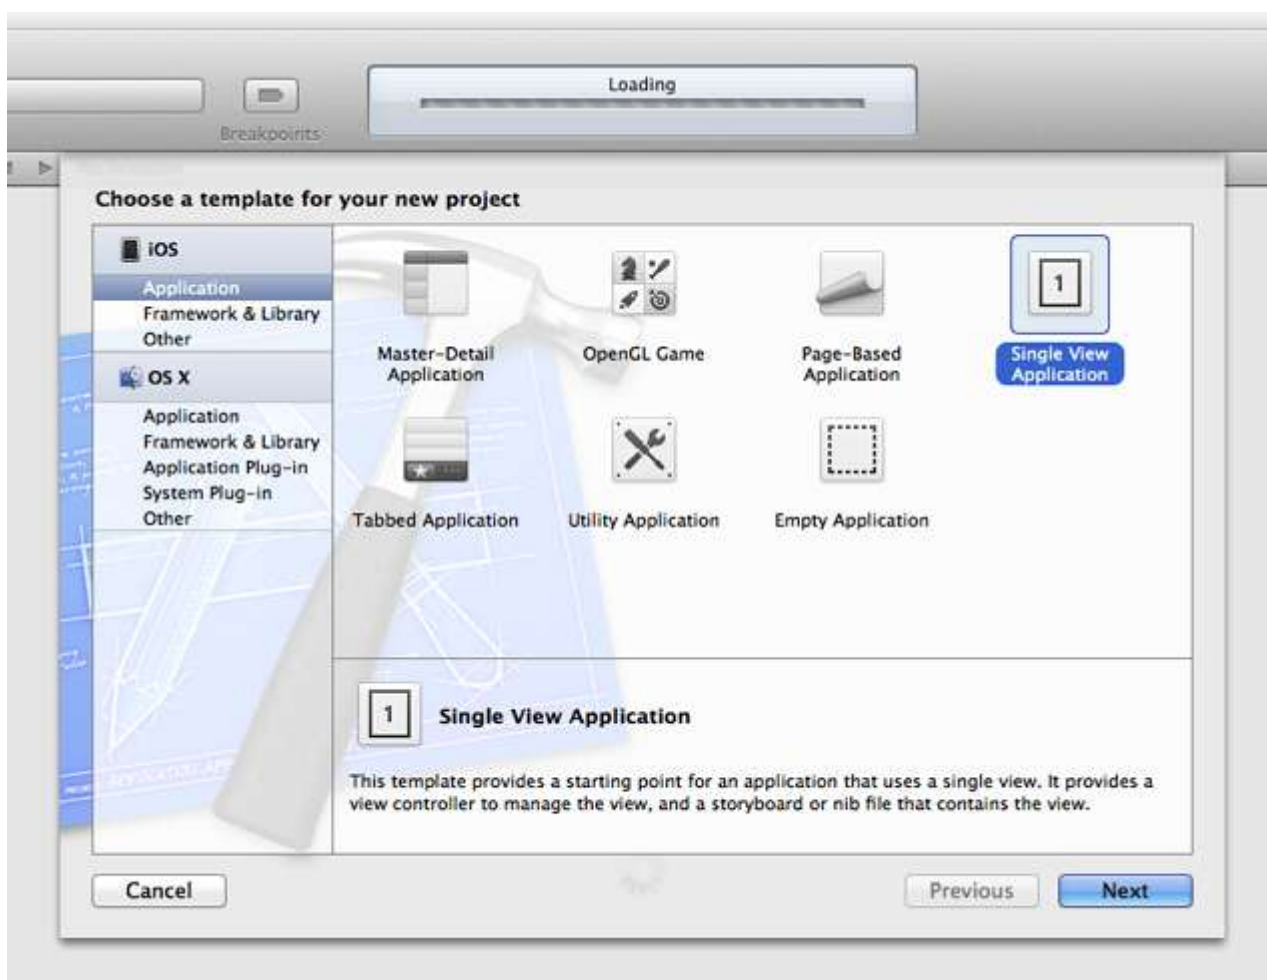 Loading
Breakpoints
Choose a template for your new project
iOS
Application
Framework & Library
Other
OS X
Application
Framework & Library
Application Plug-in
System Plug-in
Other
Master-Detail
Application
OpenGL Game
Page-Based
Application
1
Single View
Application
Tabbed Application
Utility Application
Empty Application
1
Single View Application
This template provides a starting point for an application that uses a single view. It provides a
view controller to manage the view, and a storyboard or nib file that contains the view.
Cancel
Previous
Next